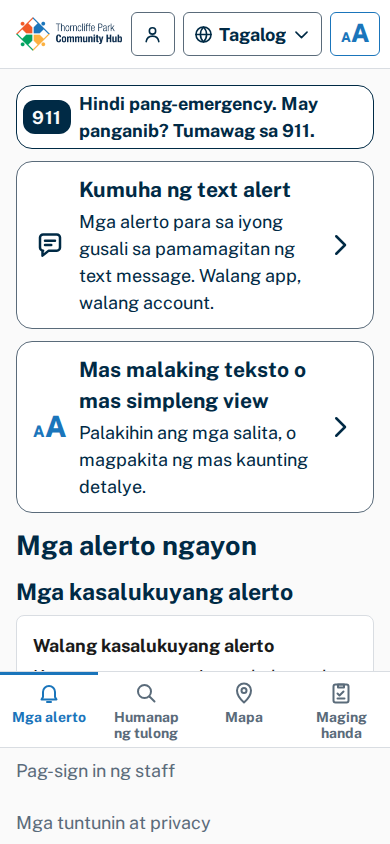 Thorncliffe Park
Community Hub
Tagalog
AA
911
Hindi pang-emergency. May
panganib? Tumawag sa 911.
Kumuha ng text alert
Mga alerto para sa iyong
gusali sa pamamagitan ng
text message. Walang app,
walang account.
AA
Mas malaking teksto o
mas simpleng view
Palakihin ang mga salita, o
magpakita ng mas kaunting
detalye.
Mga alerto ngayon
Mga kasalukuyang alerto
Walang kasalukuyang alerto
Mga alerto
Humanap
ng tulong
Mapa
Maging
handa
Pag-sign in ng staff
Mga tuntunin at privacy